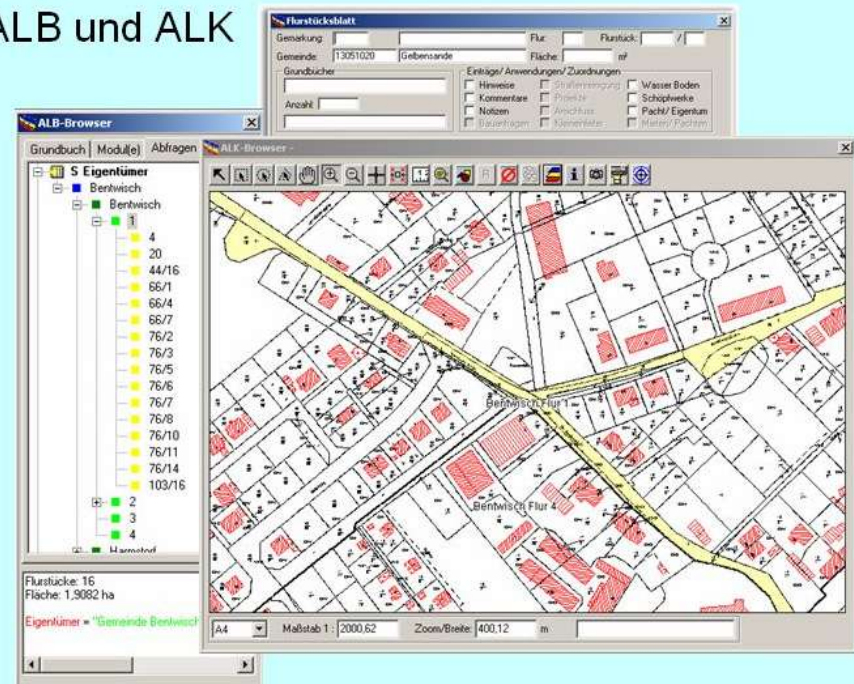 ALB und ALK
Flurstücksblatt
Gemarkung: Flur: Flurstück: /
Gemeinde: 13051020 Gelbensande Fläche: m²
Grundbücher
Anzahl:
Einträge/ Anwendungen/ Zuordnungen
Hinweise Straßenreinigung Wasser Boden
Kommentare Projekte Schöpfwerke
Notizen Anschluss Pacht/ Eigentum
Bauanfragen Kleineinleiter Mieten/ Pachten
ALB-Browser
Grundbuch Modul(e) Abfragen
S Eigentümer
Bentwisch
Bentwisch
1
4
20
44/16
66/1
66/4
66/7
76/2
76/3
76/5
76/6
76/7
76/8
76/10
76/11
76/14
103/16
2
3
4
Harmstorf
Flurstücke: 16
Fläche: 1,9082 ha
Eigentümer = "Gemeinde Bentwisch
ALK-Browser -
Bentwisch Flur 1
Bentwisch Flur 4
A4 Maßstab 1 : 2000,62 Zoom/Breite: 400,12 m